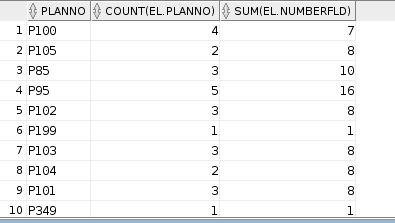 PLANNO COUNT(EL.PLANNO) SUM(EL.NUMBERFLD)
1 P100 4 7
2 P105 2 8
3 P85 3 10
4 P95 5 16
5 P102 3 8
6 P199 1 1
7 P103 3 8
8 P104 2 8
9 P101 3 8
10 P349 1 1